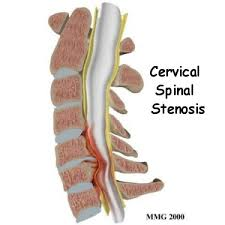 Cervical
Spinal
Stenosis
MMG 2000